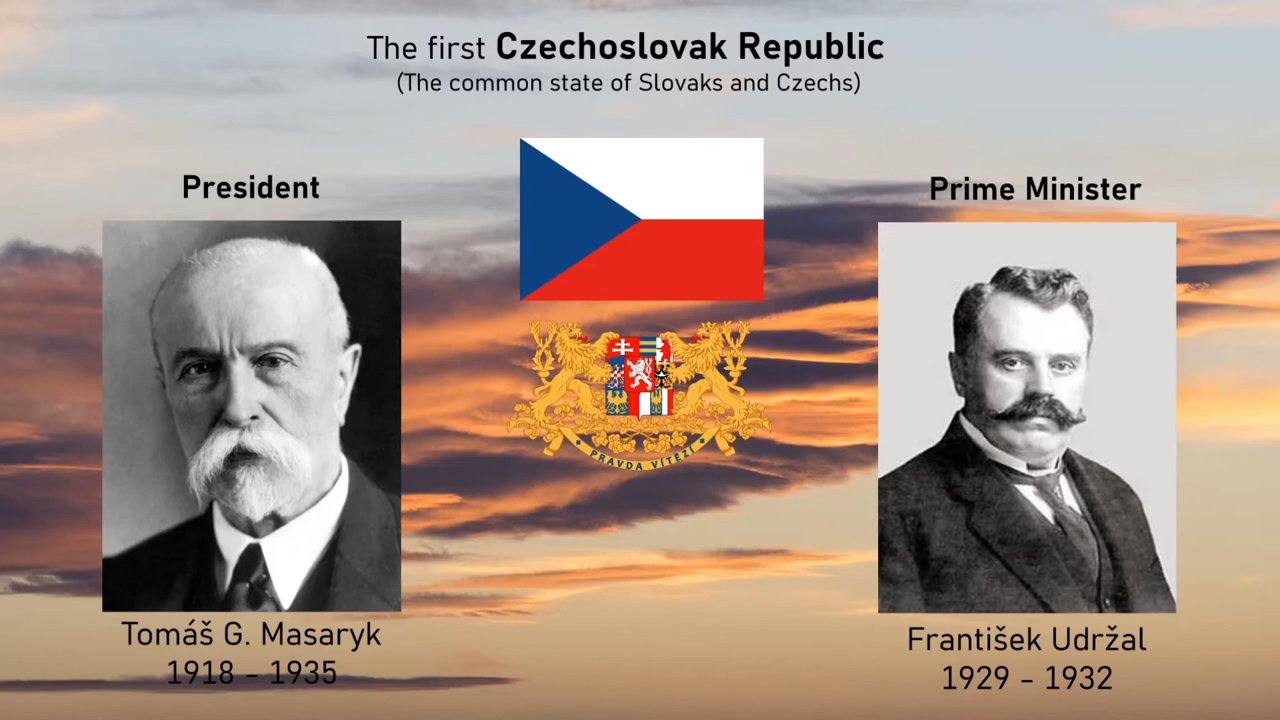 The first Czechoslovak Republic
(The common state of Slovaks and Czechs)
President
Prime Minister
PRAVDA VÍTĚZÍ
Tomáš G. Masaryk
1918 - 1935
František Udržal
1929 - 1932